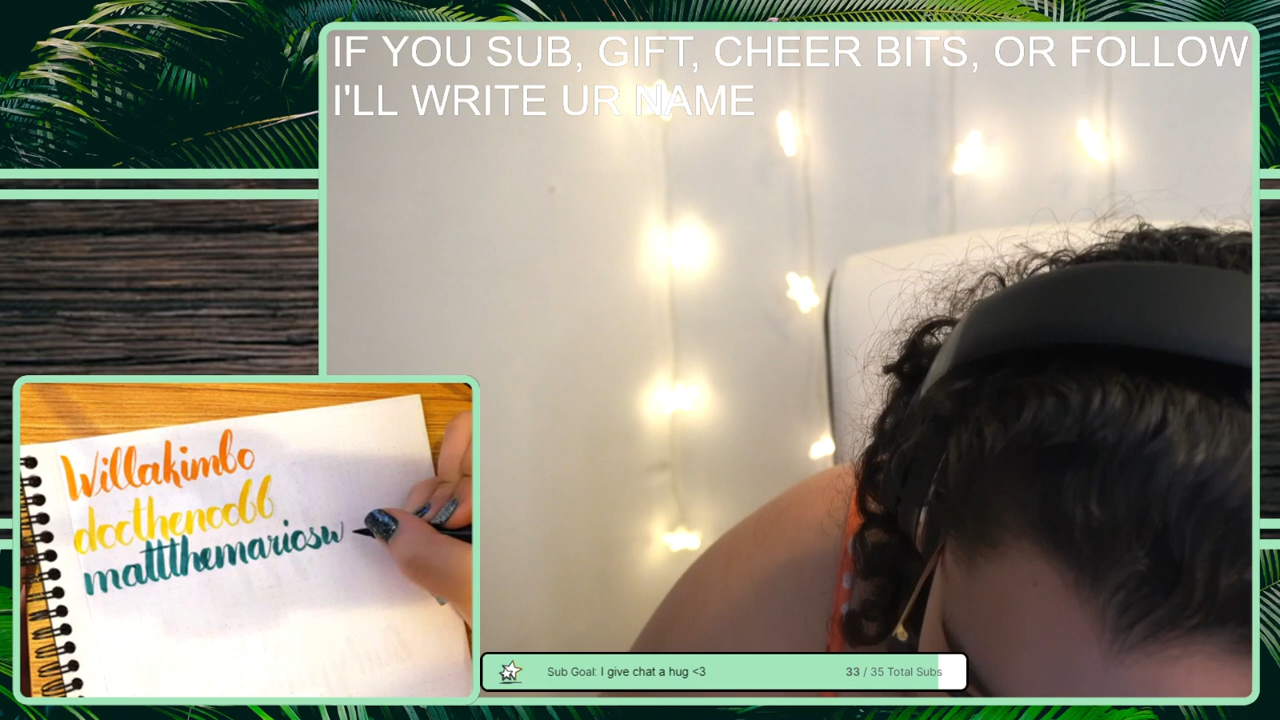 IF YOU SUB, GIFT, CHEER BITS, OR FOLLOW
I'LL WRITE UR NAME
Willakimbo
docthenoob
mattthemariosw
Sub Goal: I give chat a hug <3
33 / 35 Total Subs